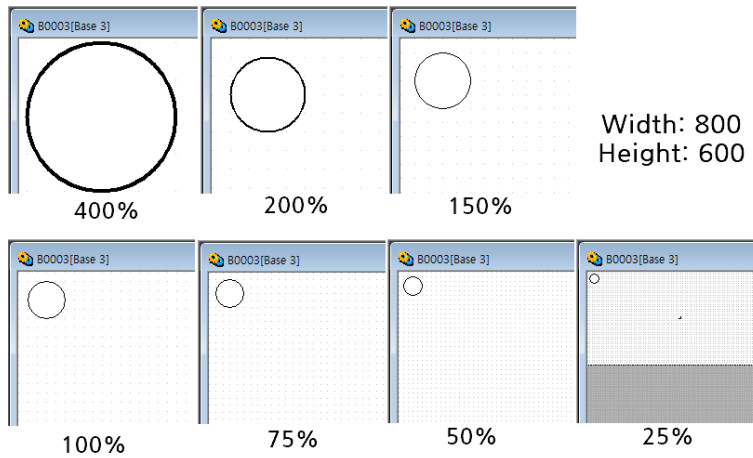 B0003[Base 3]
B0003[Base 3]
B0003[Base 3]
Width: 800
Height: 600
400%
200%
150%
B0003[Base 3]
B0003[Base 3]
B0003[Base 3]
B0003[Base 3]
100%
75%
50%
25%